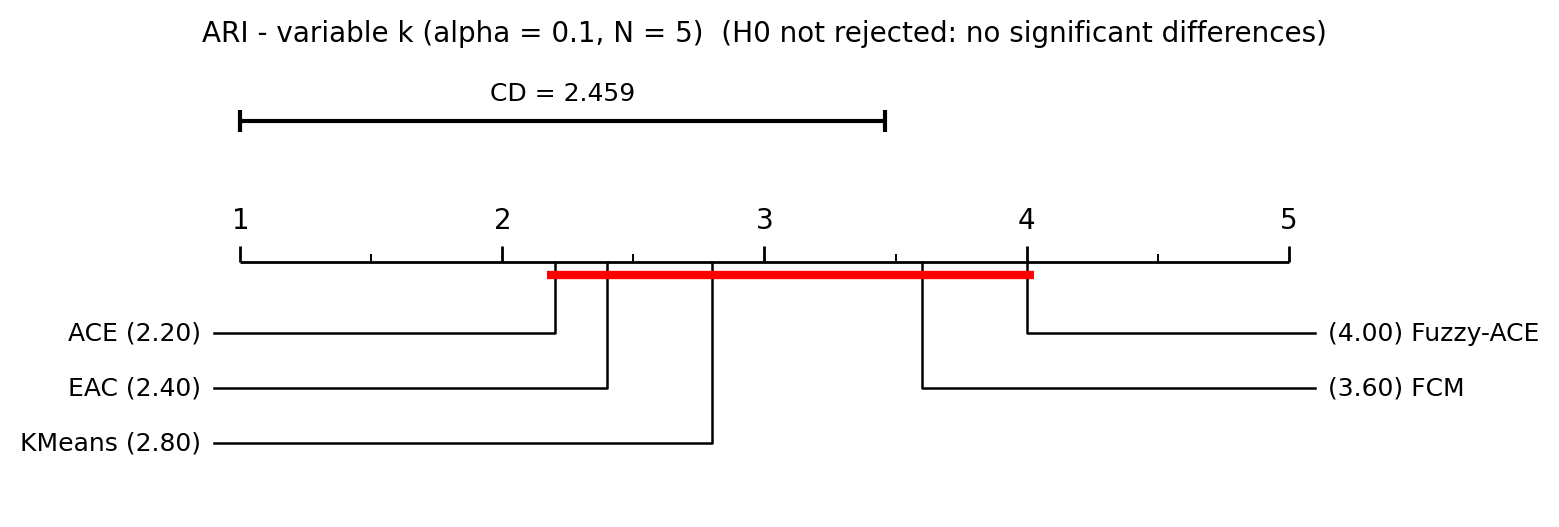 ARI - variable k (alpha = 0.1, N = 5)  (H0 not rejected: no significant differences)
CD = 2.459
1 2 3 4 5
ACE (2.20) (4.00) Fuzzy-ACE
EAC (2.40) (3.60) FCM
KMeans (2.80)